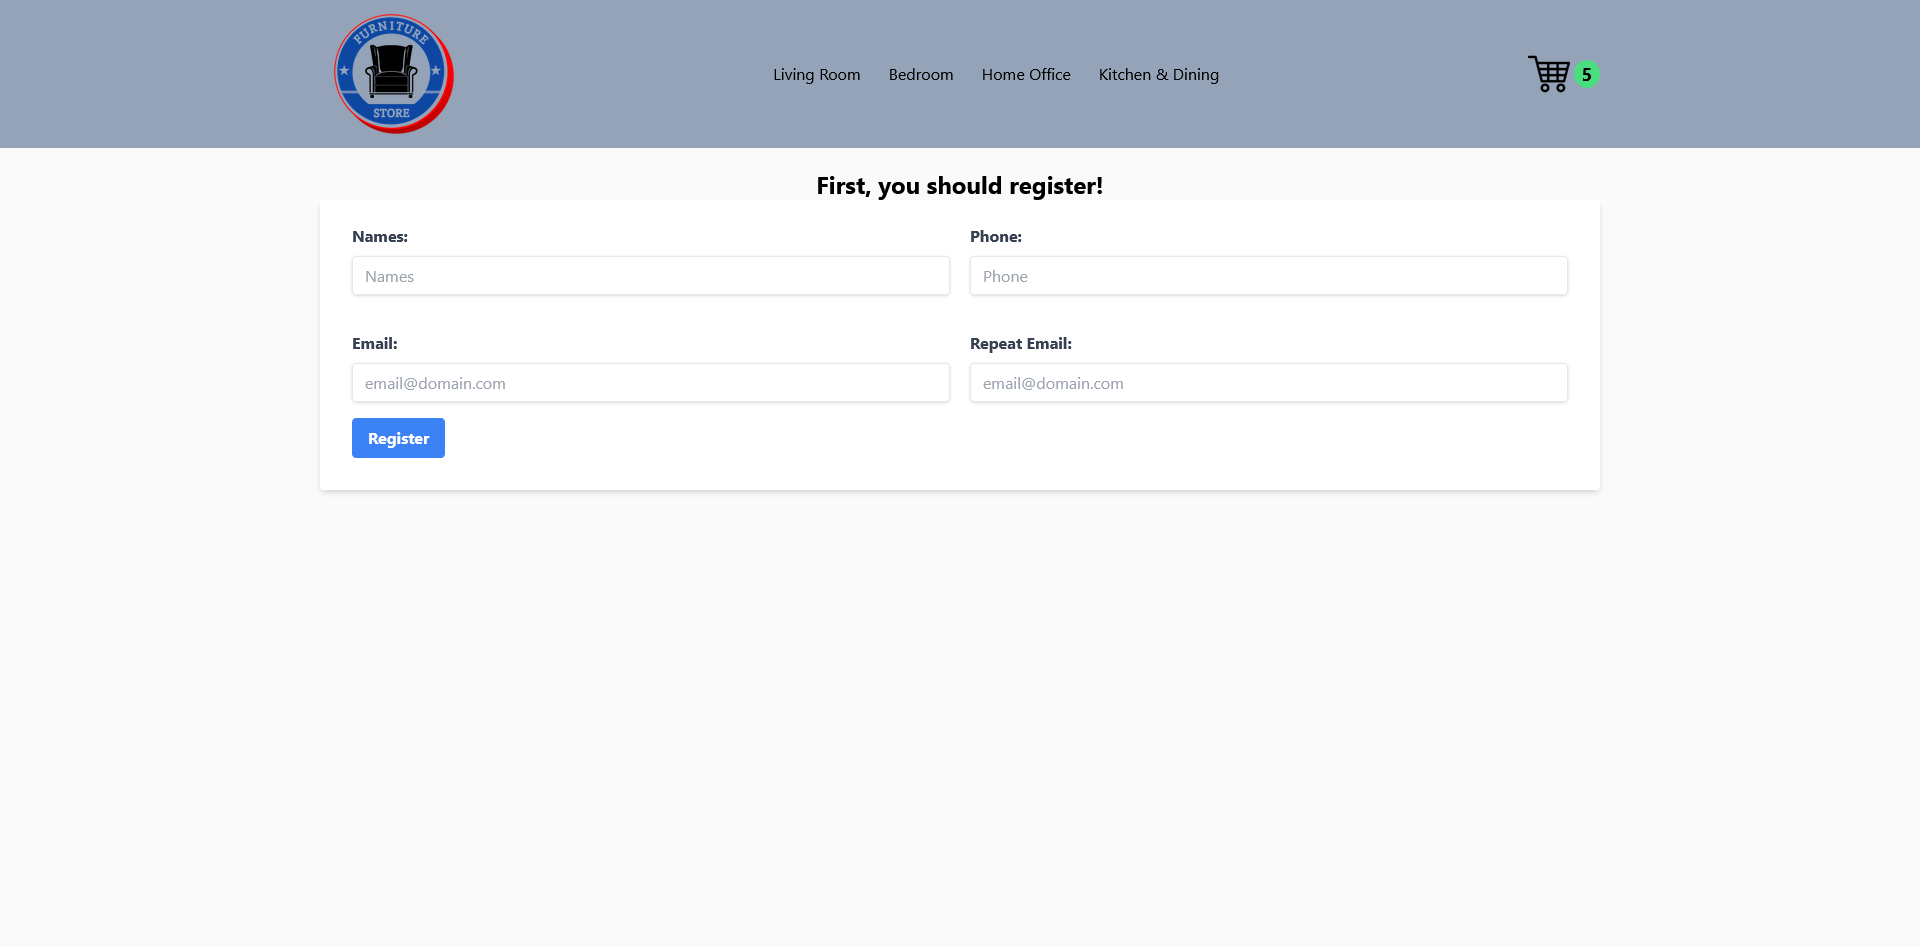 FURNITURE
STORE
Living Room Bedroom Home Office Kitchen & Dining
5
First, you should register!
Names: Phone:
Names Phone
Email: Repeat Email:
email@domain.com email@domain.com
Register